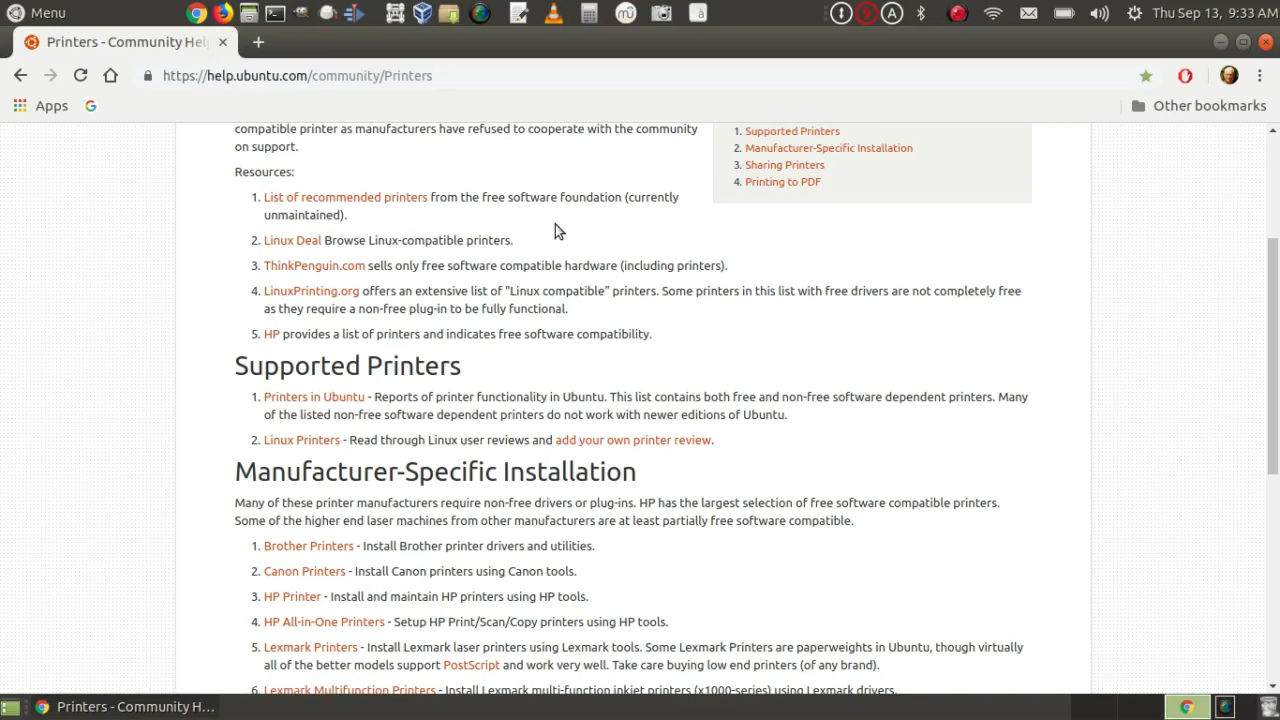 Menu
Thu Sep 13, 9:33 AM
Printers - Community Hel
https://help.ubuntu.com/community/Printers
Apps
Other bookmarks
compatible printer as manufacturers have refused to cooperate with the community
on support.
1. Supported Printers
2. Manufacturer-Specific Installation
3. Sharing Printers
4. Printing to PDF
Resources:
1. List of recommended printers from the free software foundation (currently
unmaintained).
2. Linux Deal Browse Linux-compatible printers.
3. ThinkPenguin.com sells only free software compatible hardware (including printers).
4. LinuxPrinting.org offers an extensive list of "Linux compatible" printers. Some printers in this list with free drivers are not completely free
as they require a non-free plug-in to be fully functional.
5. HP provides a list of printers and indicates free software compatibility.
Supported Printers
1. Printers in Ubuntu - Reports of printer functionality in Ubuntu. This list contains both free and non-free software dependent printers. Many
of the listed non-free software dependent printers do not work with newer editions of Ubuntu.
2. Linux Printers - Read through Linux user reviews and add your own printer review.
Manufacturer-Specific Installation
Many of these printer manufacturers require non-free drivers or plug-ins. HP has the largest selection of free software compatible printers.
Some of the higher end laser machines from other manufacturers are at least partially free software compatible.
1. Brother Printers - Install Brother printer drivers and utilities.
2. Canon Printers - Install Canon printers using Canon tools.
3. HP Printer - Install and maintain HP printers using HP tools.
4. HP All-in-One Printers - Setup HP Print/Scan/Copy printers using HP tools.
5. Lexmark Printers - Install Lexmark laser printers using Lexmark tools. Some Lexmark Printers are paperweights in Ubuntu, though virtually
all of the better models support PostScript and work very well. Take care buying low end printers (of any brand).
6. Lexmark Multifunction Printers - Install Lexmark multi-function inkjet printers (x1000-series) using Lexmark drivers.
Printers - Community H...